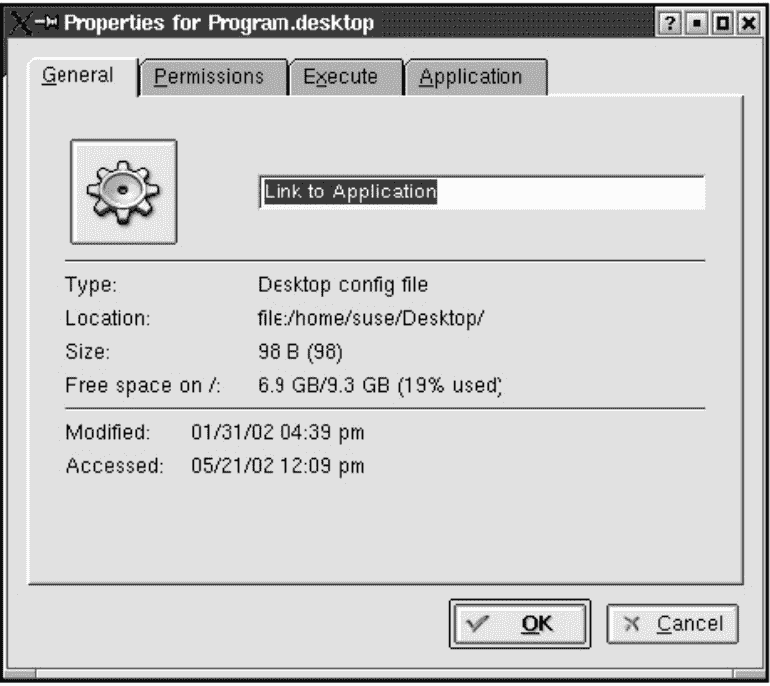 Properties for Program.desktop
General Permissions Execute Application
Link to Application
Type: Desktop config file
Location: file:/home/suse/Desktop/
Size: 98 B (98)
Free space on /: 6.9 GB/9.3 GB (19% used)
Modified: 01/31/02 04:39 pm
Accessed: 05/21/02 12:09 pm
OK Cancel